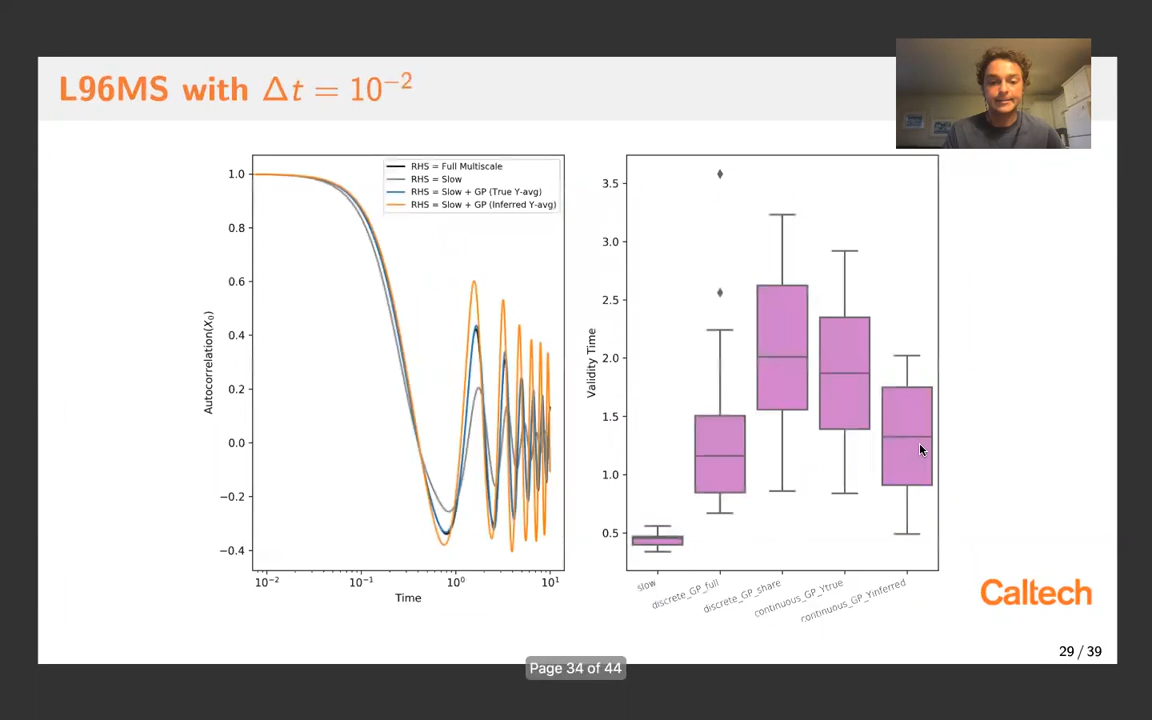 L96MS with Δt = 10⁻²
RHS = Full Multiscale
RHS = Slow
RHS = Slow + GP (True Y-avg)
RHS = Slow + GP (Inferred Y-avg)
1.0
0.8
0.6
0.4
0.2
0.0
−0.2
−0.4
Autocorrelation(X₀)
10⁻²
10⁻¹
10⁰
10¹
Time
3.5
3.0
2.5
2.0
1.5
1.0
0.5
Validity Time
slow
discrete_GP_full
discrete_GP_share
continuous_GP_Ytrue
continuous_GP_Yinferred
Caltech
29 / 39
Page 34 of 44